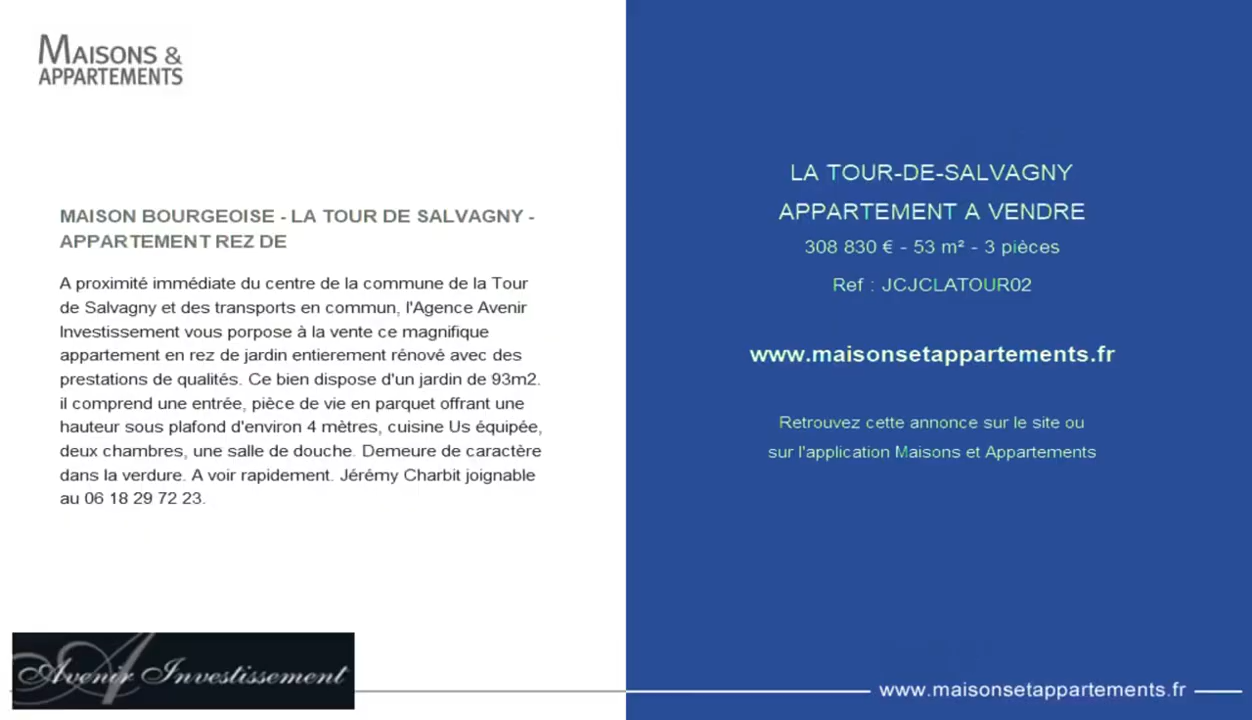 MAISONS &
APPARTEMENTS
MAISON BOURGEOISE - LA TOUR DE SALVAGNY -
APPARTEMENT REZ DE
A proximité immédiate du centre de la commune de la Tour
de Salvagny et des transports en commun, l'Agence Avenir
Investissement vous porpose à la vente ce magnifique
appartement en rez de jardin entierement rénové avec des
prestations de qualités. Ce bien dispose d'un jardin de 93m2.
il comprend une entrée, pièce de vie en parquet offrant une
hauteur sous plafond d'environ 4 mètres, cuisine Us équipée,
deux chambres, une salle de douche. Demeure de caractère
dans la verdure. A voir rapidement. Jérémy Charbit joignable
au 06 18 29 72 23.
Avenir Investissement
LA TOUR-DE-SALVAGNY
APPARTEMENT A VENDRE
308 830 € - 53 m² - 3 pièces
Ref : JCJCLATOUR02
www.maisonsetappartements.fr
Retrouvez cette annonce sur le site ou
sur l'application Maisons et Appartements
www.maisonsetappartements.fr